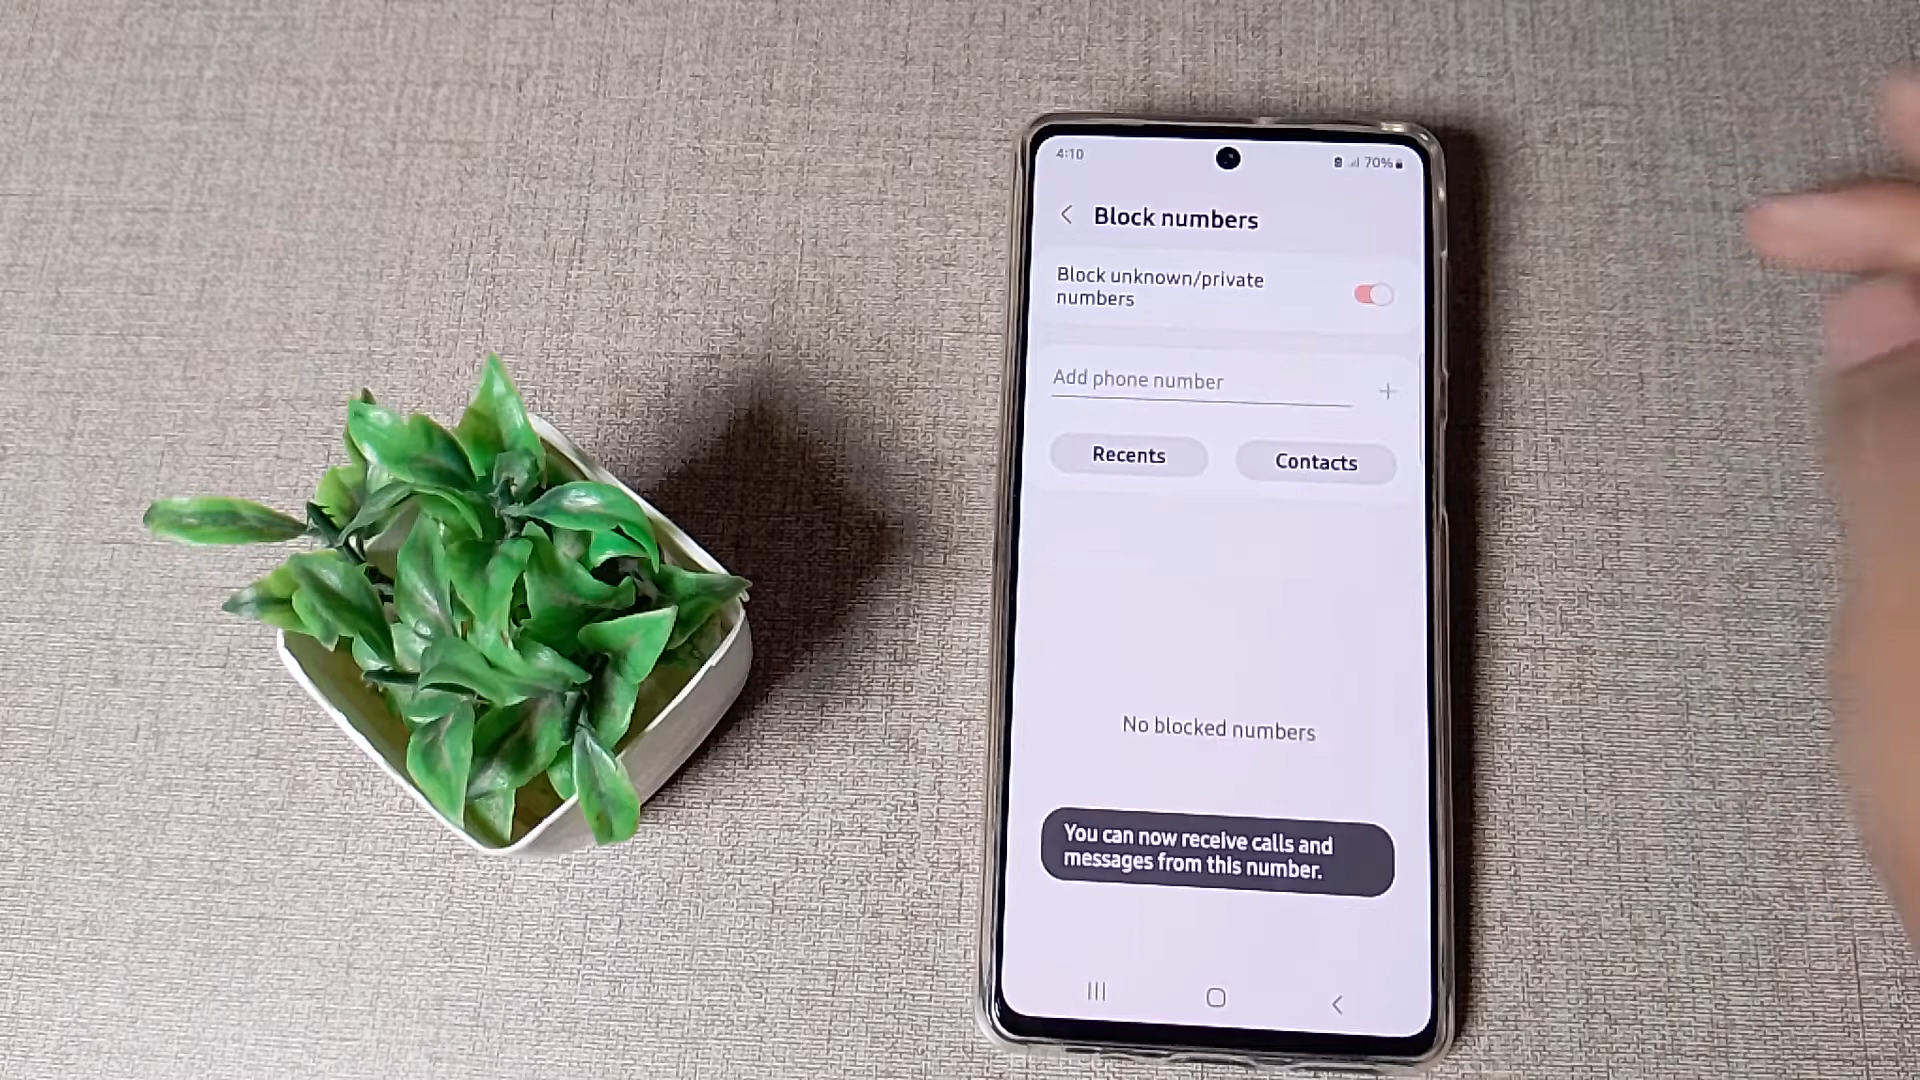 4:10
70%
Block numbers
Block unknown/private
numbers
Add phone number
Recents
Contacts
No blocked numbers
You can now receive calls and
messages from this number.